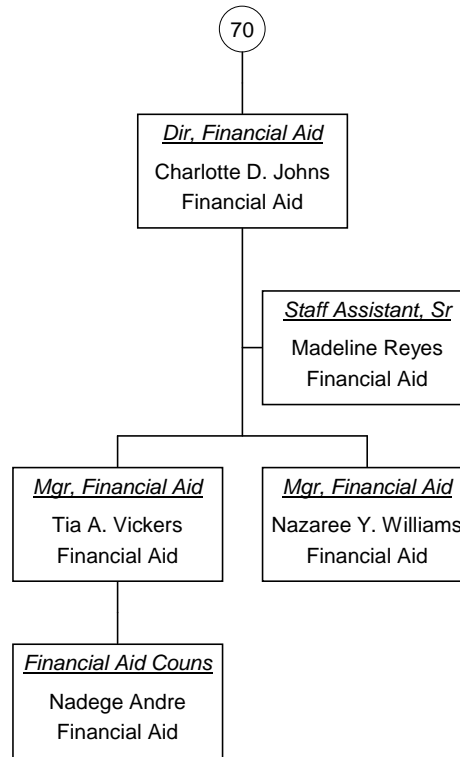 70
Dir, Financial Aid
Charlotte D. Johns
Financial Aid
Staff Assistant, Sr
Madeline Reyes
Financial Aid
Mgr, Financial Aid
Tia A. Vickers
Financial Aid
Mgr, Financial Aid
Nazaree Y. Williams
Financial Aid
Financial Aid Couns
Nadege Andre
Financial Aid